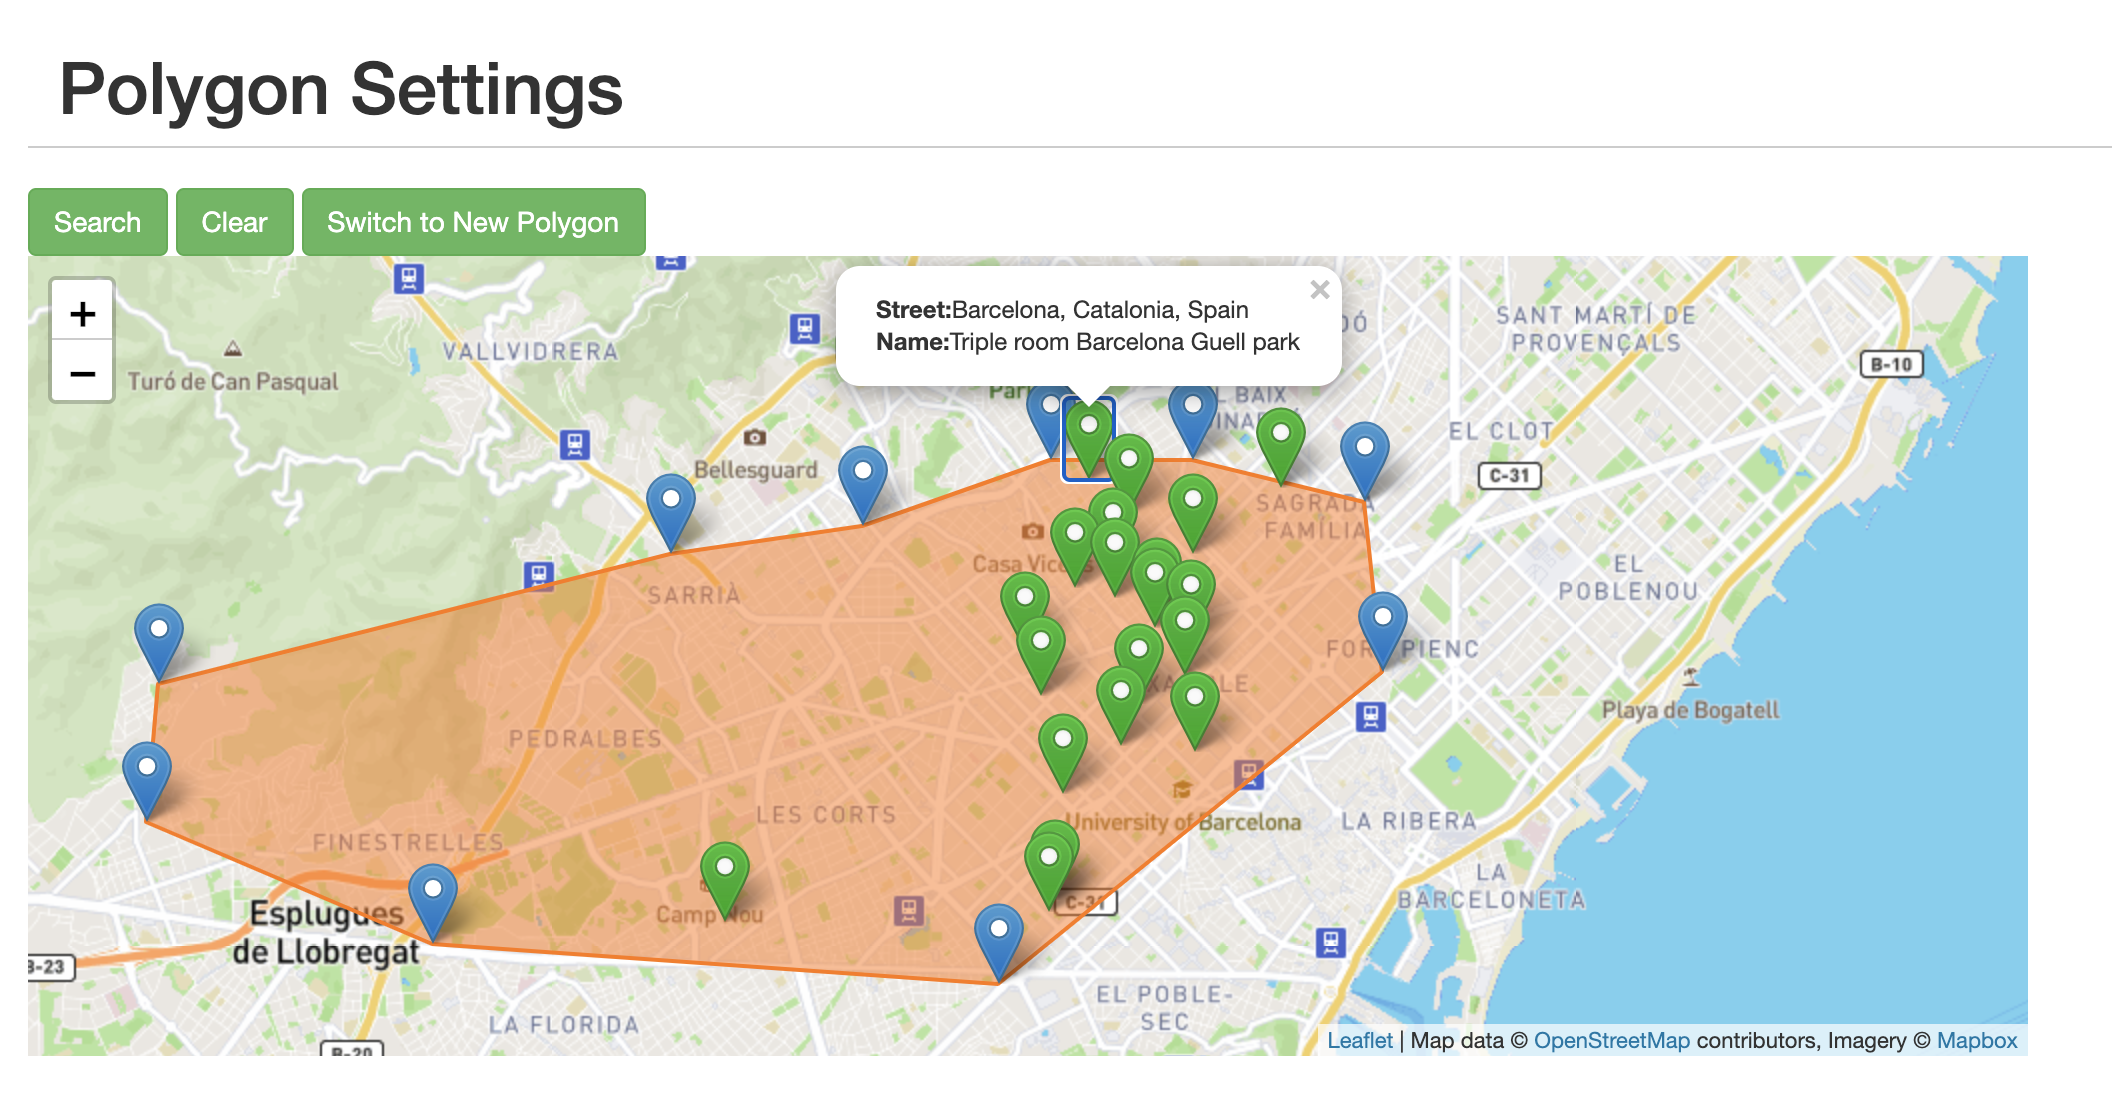 Polygon Settings
Search
Clear
Switch to New Polygon
+
−
Street:Barcelona, Catalonia, Spain
Name:Triple room Barcelona Guell park
×
SANT MARTÍ DE
PROVENÇALS
VALLVIDRERA
B-10
Turó de Can Pasqual
EL CLOT
Bellesguard
C-31
SAGRADA
FAMÍLIA
Casa Vicens
EL
POBLENOU
SARRIÀ
FORT PIENC
Playa de Bogatell
PEDRALBES
LES CORTS
University of Barcelona
LA RIBERA
FINESTRELLES
LA
BARCELONETA
C-31
Camp Nou
Esplugues
de Llobregat
B-23
EL POBLE-
SEC
LA FLORIDA
B-20
Leaflet | Map data © OpenStreetMap contributors, Imagery © Mapbox